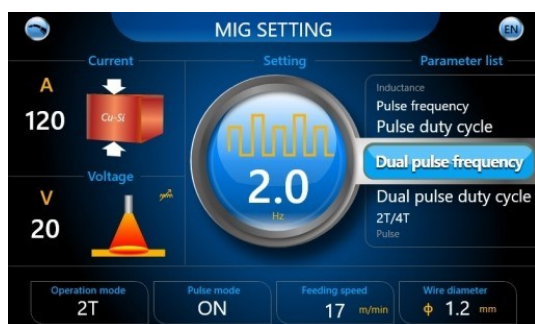 MIG SETTING
EN
Current
A
120
Cu-Si
Voltage
V
20
Setting
2.0
Hz
Parameter list
Inductance
Pulse frequency
Pulse duty cycle
Dual pulse frequency
Dual pulse duty cycle
2T/4T
Pulse
Operation mode
2T
Pulse mode
ON
Feeding speed
17 m/min
Wire diameter
ϕ 1.2 mm